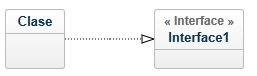 Clase
« Interface »
Interface1